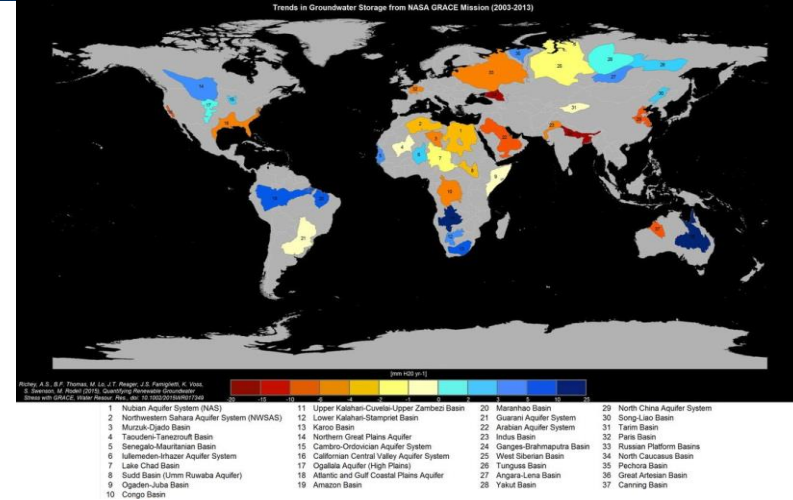 Trends in Groundwater Storage from NASA GRACE Mission (2003-2013)
[mm H20 yr-1]
Richey, A.S., B.F. Thomas, M. Lo, J.T. Reager, J.S. Famiglietti, K. Voss,
S. Swenson, M. Rodell (2015), Quantifying Renewable Groundwater
Stress with GRACE, Water Resour. Res., doi: 10.1002/2015WR017349
-20 -15 -10 -6 -4 -2 -1 0 1 2 3 5 10 25
1 Nubian Aquifer System (NAS)
2 Northwestern Sahara Aquifer System (NWSAS)
3 Murzuk-Djado Basin
4 Taoudeni-Tanezrouft Basin
5 Senegalo-Mauritanian Basin
6 Iullemeden-Irhazer Aquifer System
7 Lake Chad Basin
8 Sudd Basin (Umm Ruwaba Aquifer)
9 Ogaden-Juba Basin
10 Congo Basin
11 Upper Kalahari-Cuvelai-Upper Zambezi Basin
12 Lower Kalahari-Stampriet Basin
13 Karoo Basin
14 Northern Great Plains Aquifer
15 Cambro-Ordovician Aquifer System
16 Californian Central Valley Aquifer System
17 Ogallala Aquifer (High Plains)
18 Atlantic and Gulf Coastal Plains Aquifer
19 Amazon Basin
20 Maranhao Basin
21 Guarani Aquifer System
22 Arabian Aquifer System
23 Indus Basin
24 Ganges-Brahmaputra Basin
25 West Siberian Basin
26 Tunguss Basin
27 Angara-Lena Basin
28 Yakut Basin
29 North China Aquifer System
30 Song-Liao Basin
31 Tarim Basin
32 Paris Basin
33 Russian Platform Basins
34 North Caucasus Basin
35 Pechora Basin
36 Great Artesian Basin
37 Canning Basin